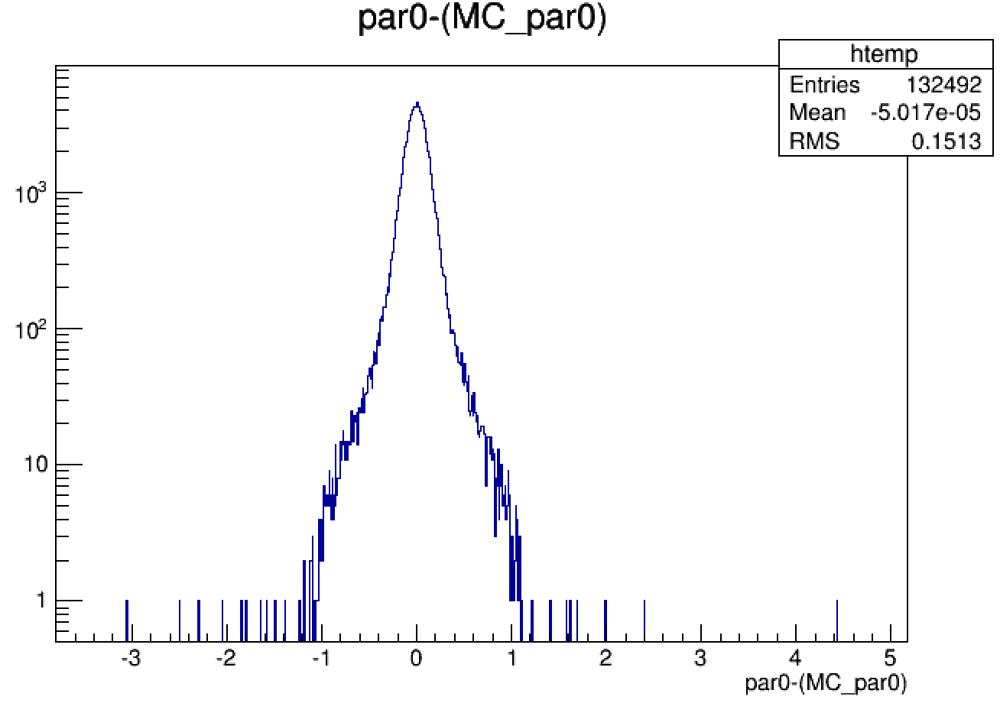 par0-(MC_par0)
htemp
Entries 132492
Mean -5.017e-05
RMS 0.1513
10³
10²
10
1
-3 -2 -1 0 1 2 3 4 5
par0-(MC_par0)